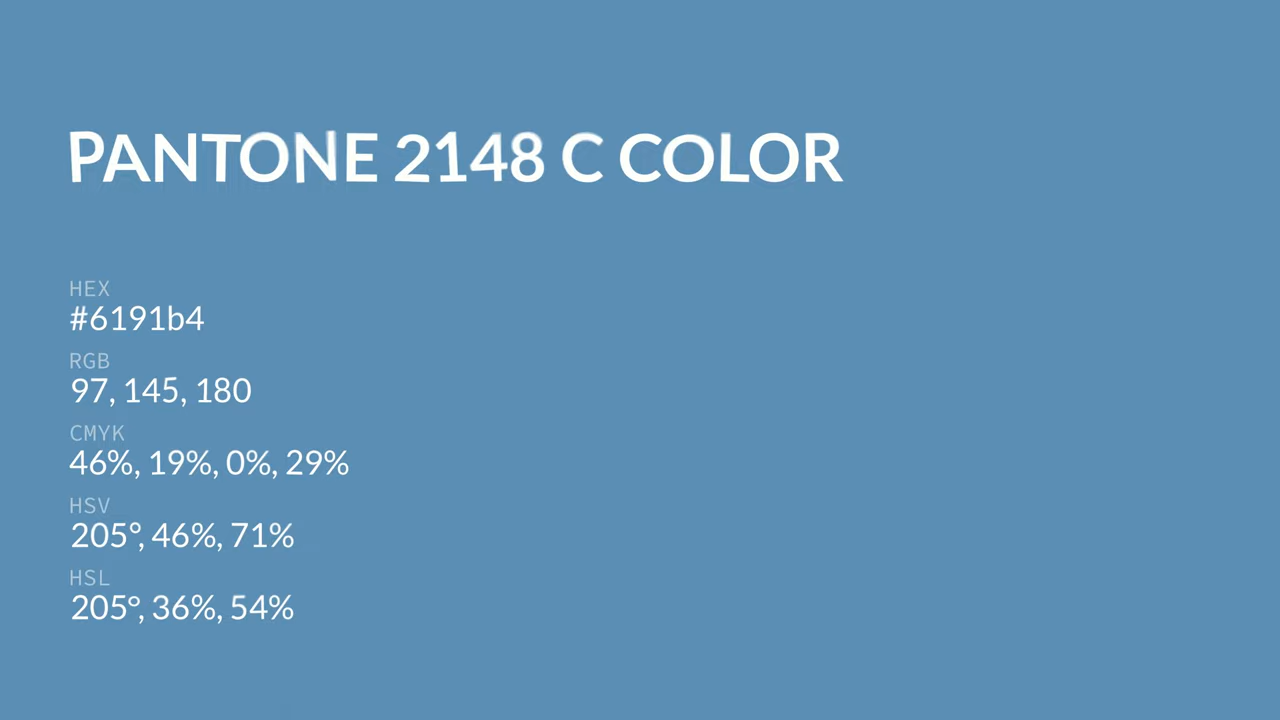 PANTONE 2148 C COLOR
HEX
#6191b4
RGB
97, 145, 180
CMYK
46%, 19%, 0%, 29%
HSV
205°, 46%, 71%
HSL
205°, 36%, 54%